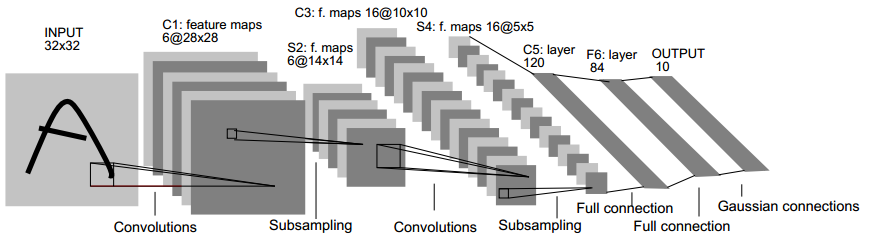 INPUT
32x32
C1: feature maps
6@28x28
S2: f. maps
6@14x14
C3: f. maps 16@10x10
S4: f. maps 16@5x5
C5: layer
120
F6: layer
84
OUTPUT
10
Convolutions
Subsampling
Convolutions
Subsampling
Full connection
Full connection
Gaussian connections